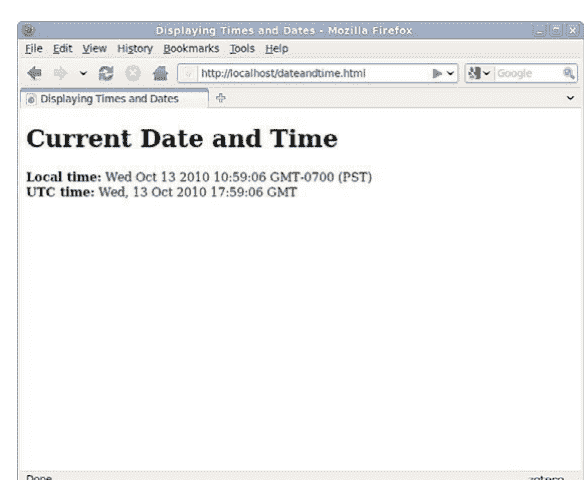 Displaying Times and Dates - Mozilla Firefox
File Edit View History Bookmarks Tools Help
http://localhost/dateandtime.html Google
Displaying Times and Dates
Current Date and Time
Local time: Wed Oct 13 2010 10:59:06 GMT-0700 (PST)
UTC time: Wed, 13 Oct 2010 17:59:06 GMT
Done zotero